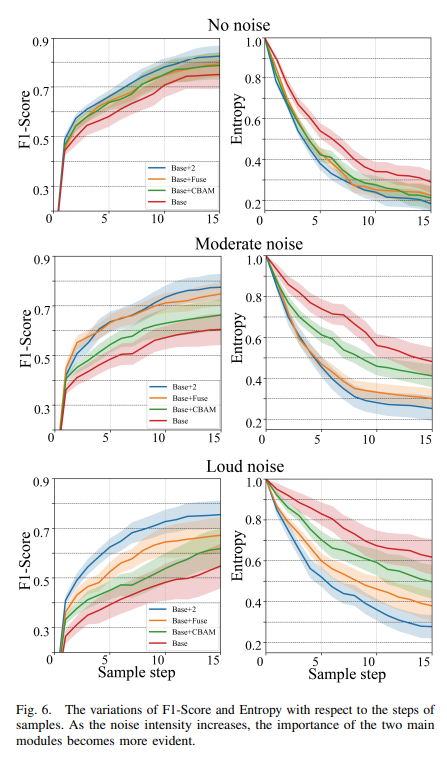 No noise
F1-Score
0.9
0.7
0.5
0.3
0
5
10
15
Base+2
Base+Fuse
Base+CBAM
Base
Entropy
1.0
0.8
0.6
0.4
0.2
0
5
10
15
Moderate noise
F1-Score
0.9
0.7
0.5
0.3
0
5
10
15
Base+2
Base+Fuse
Base+CBAM
Base
Entropy
1.0
0.8
0.6
0.4
0.2
0
5
10
15
Loud noise
F1-Score
0.9
0.7
0.5
0.3
0
5
10
15
Sample step
Base+2
Base+Fuse
Base+CBAM
Base
Entropy
1.0
0.8
0.6
0.4
0.2
0
5
10
15
Sample step
Fig. 6. The variations of F1-Score and Entropy with respect to the steps of
samples. As the noise intensity increases, the importance of the two main
modules becomes more evident.